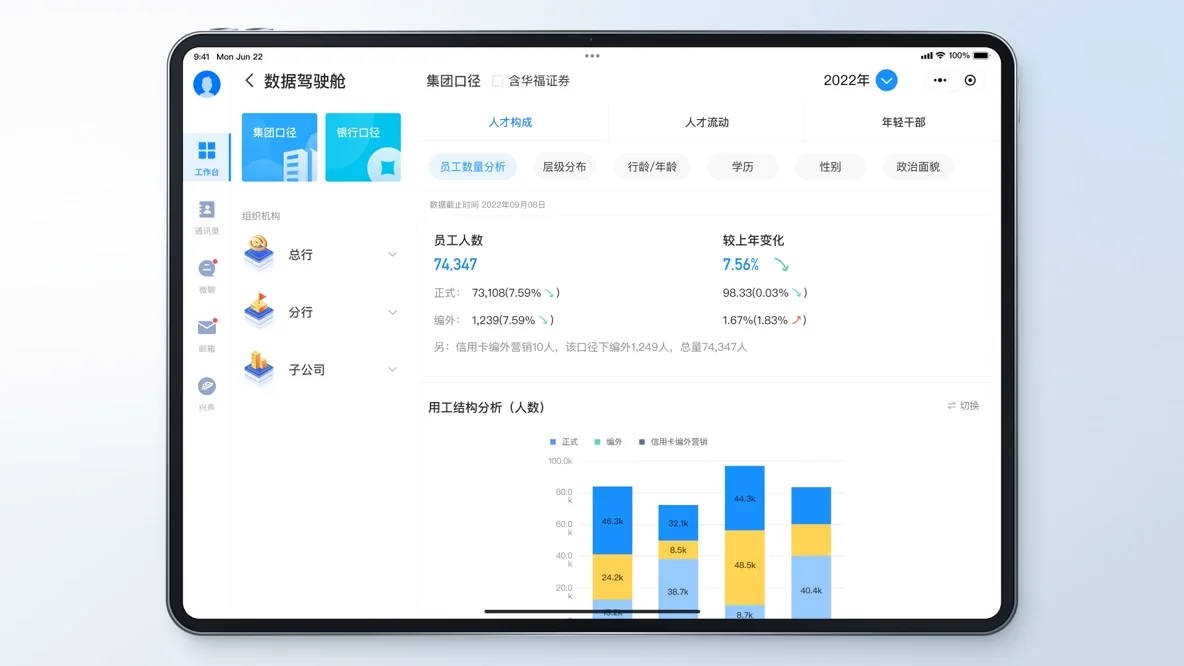 9:41 Mon Jun 22
100%
数据驾驶舱
集团口径 含华福证券
2022年
集团口径
银行口径
人才构成
人才流动
年轻干部
员工数量分析
层级分布
行龄/年龄
学历
性别
政治面貌
工作台
通讯录
微聊
邮箱
兴声
组织机构
总行
分行
子公司
数据截止时间 2022年09月08日
员工人数
74,347
正式: 73,108(7.59% )
编外: 1,239(7.59% )
较上年变化
7.56%
98.33(0.03% )
1.67%(1.83% )
另: 信用卡编外营销10人，该口径下编外1,249人，总量74,347人
用工结构分析（人数）
切换
正式 编外 信用卡编外营销
100.0k
80.0
k
60.0
k
40.0
k
20.0
k
46.3k
24.2k
32.1k
8.5k
38.7k
44.3k
48.5k
8.7k
40.4k